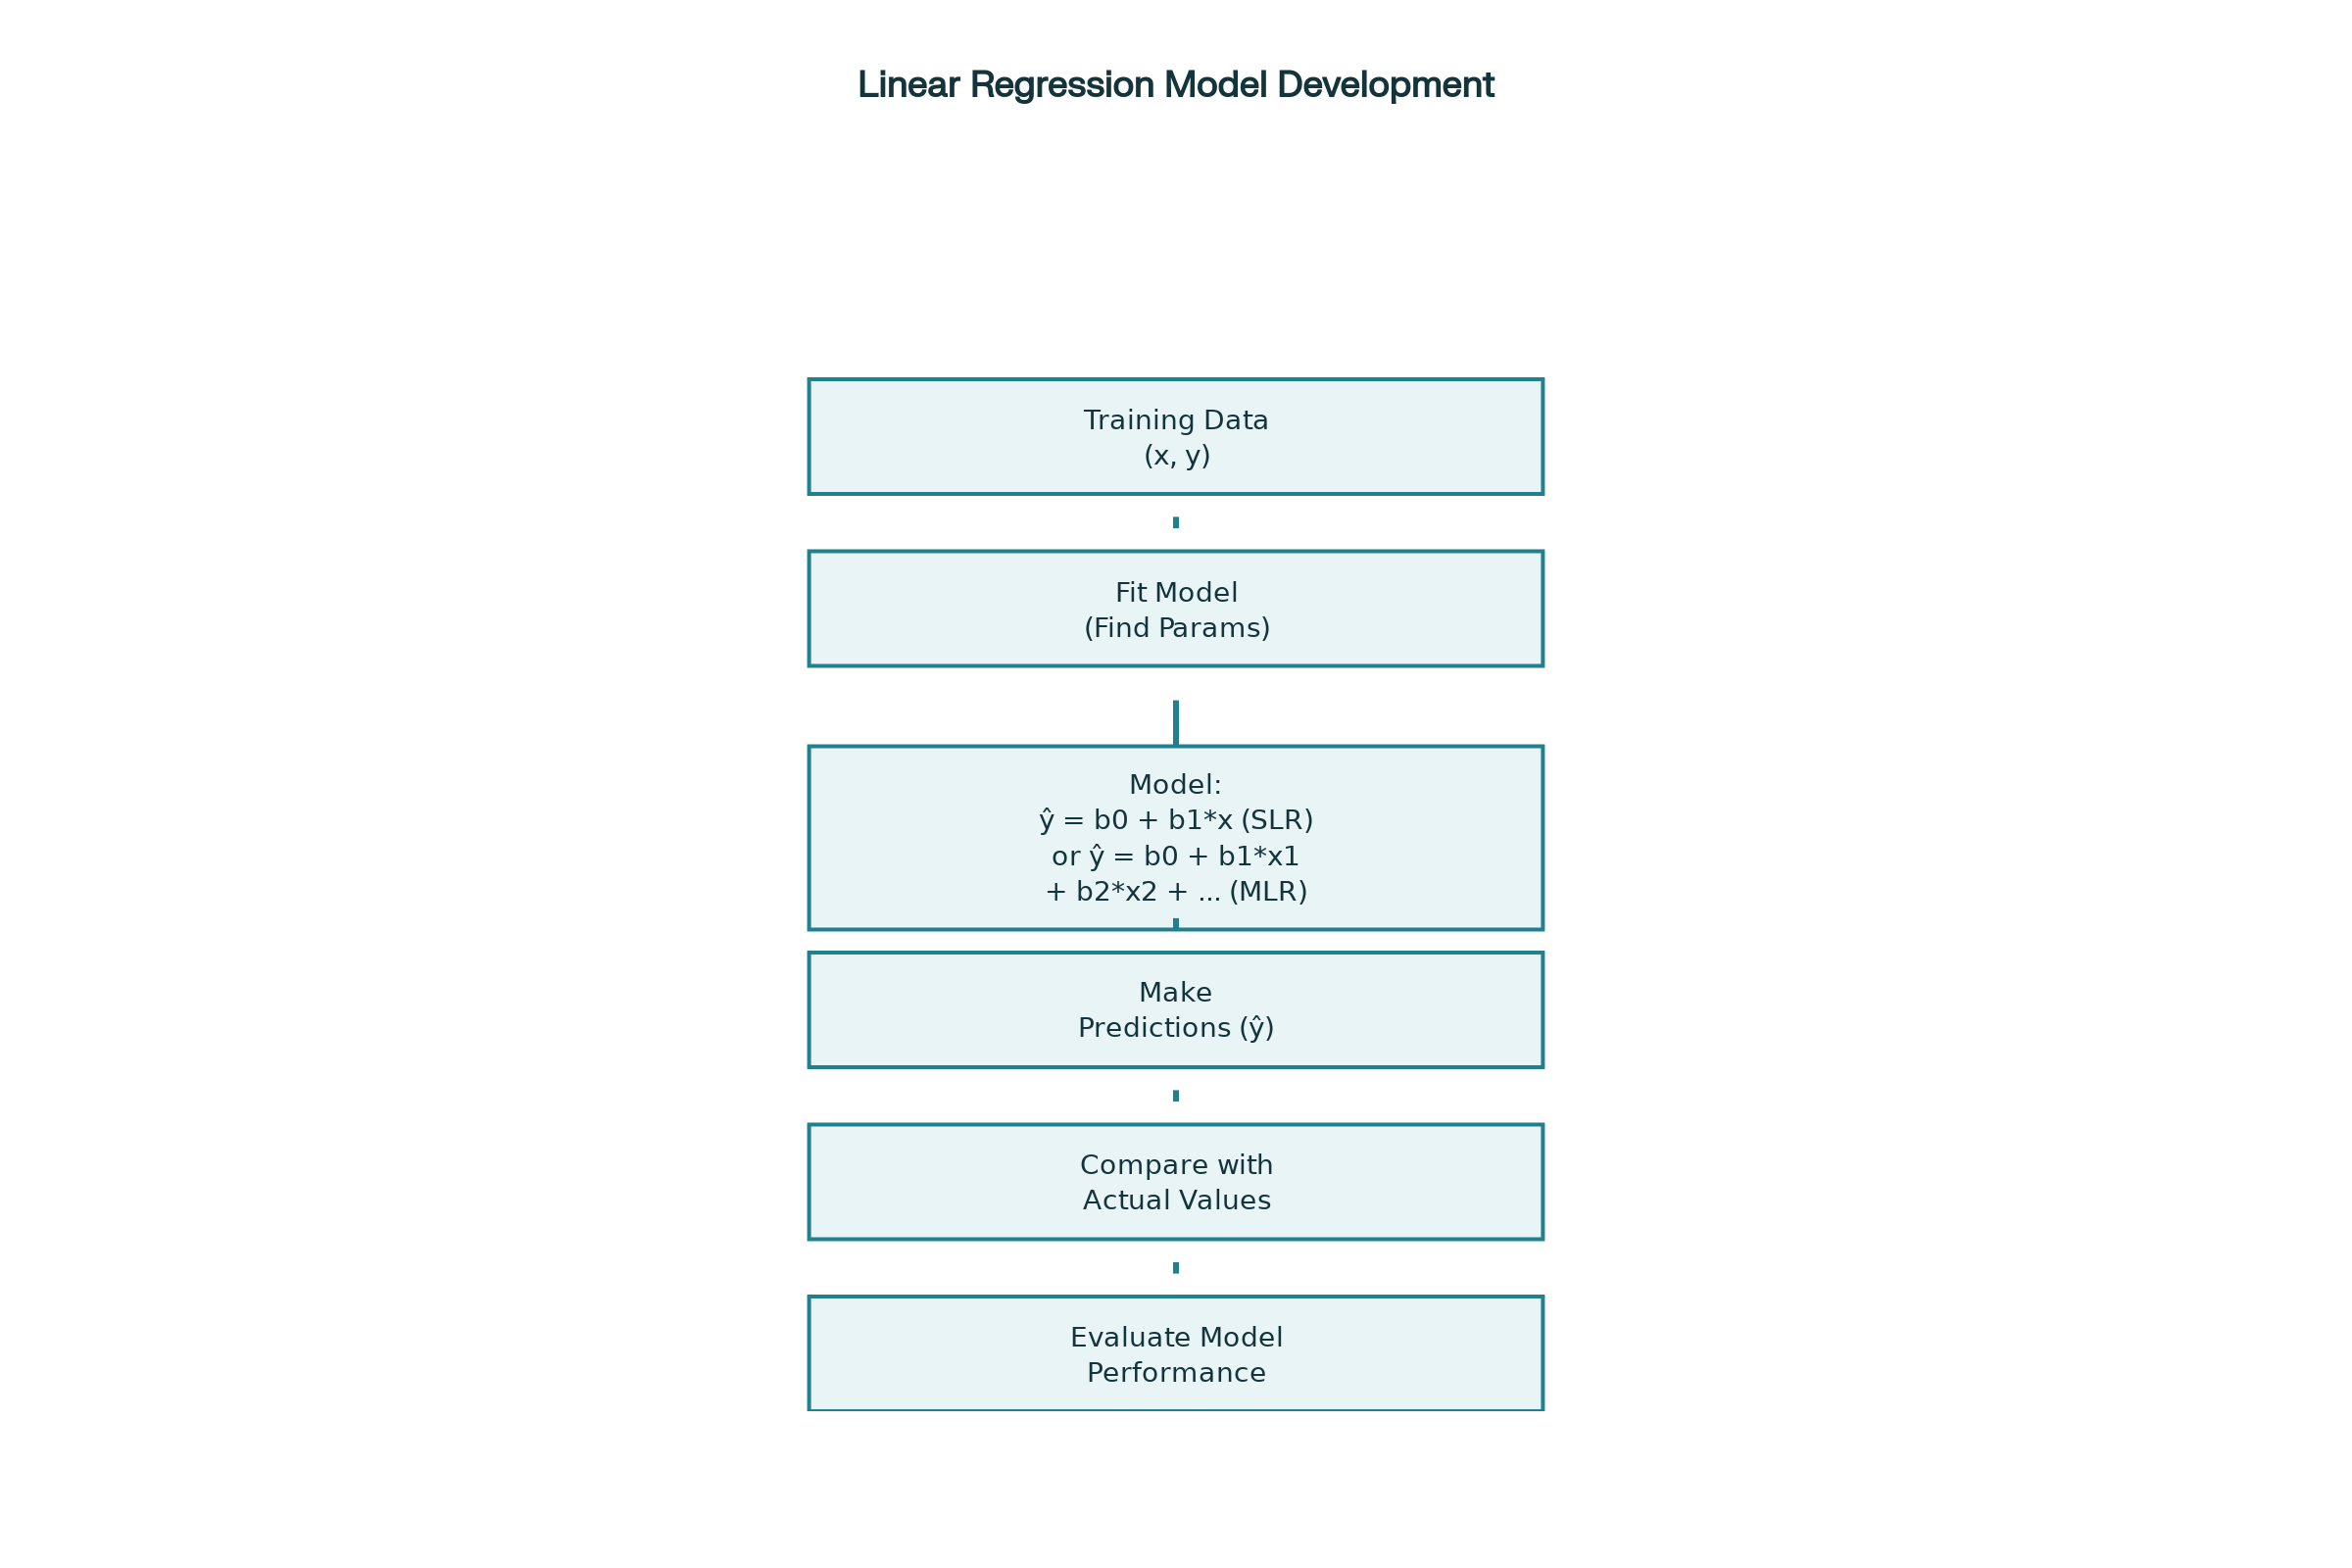 Linear Regression Model Development
Training Data
(x, y)
Fit Model
(Find Params)
Model:
ŷ = b0 + b1*x (SLR)
or ŷ = b0 + b1*x1
+ b2*x2 + ... (MLR)
Make
Predictions (ŷ)
Compare with
Actual Values
Evaluate Model
Performance